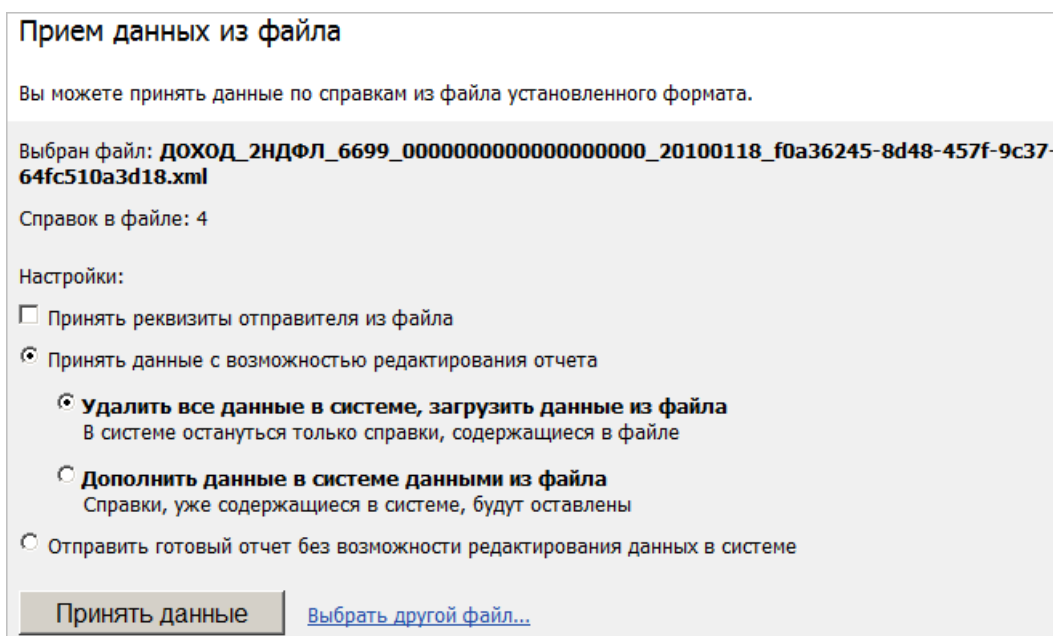 Прием данных из файла
Вы можете принять данные по справкам из файла установленного формата.
Выбран файл: ДОХОД_2НДФЛ_6699_0000000000000000000_20100118_f0a36245-8d48-457f-9c37-
64fc510a3d18.xml
Справок в файле: 4
Настройки:
Принять реквизиты отправителя из файла
Принять данные с возможностью редактирования отчета
Удалить все данные в системе, загрузить данные из файла
В системе остануться только справки, содержащиеся в файле
Дополнить данные в системе данными из файла
Справки, уже содержащиеся в системе, будут оставлены
Отправить готовый отчет без возможности редактирования данных в системе
Принять данные Выбрать другой файл...